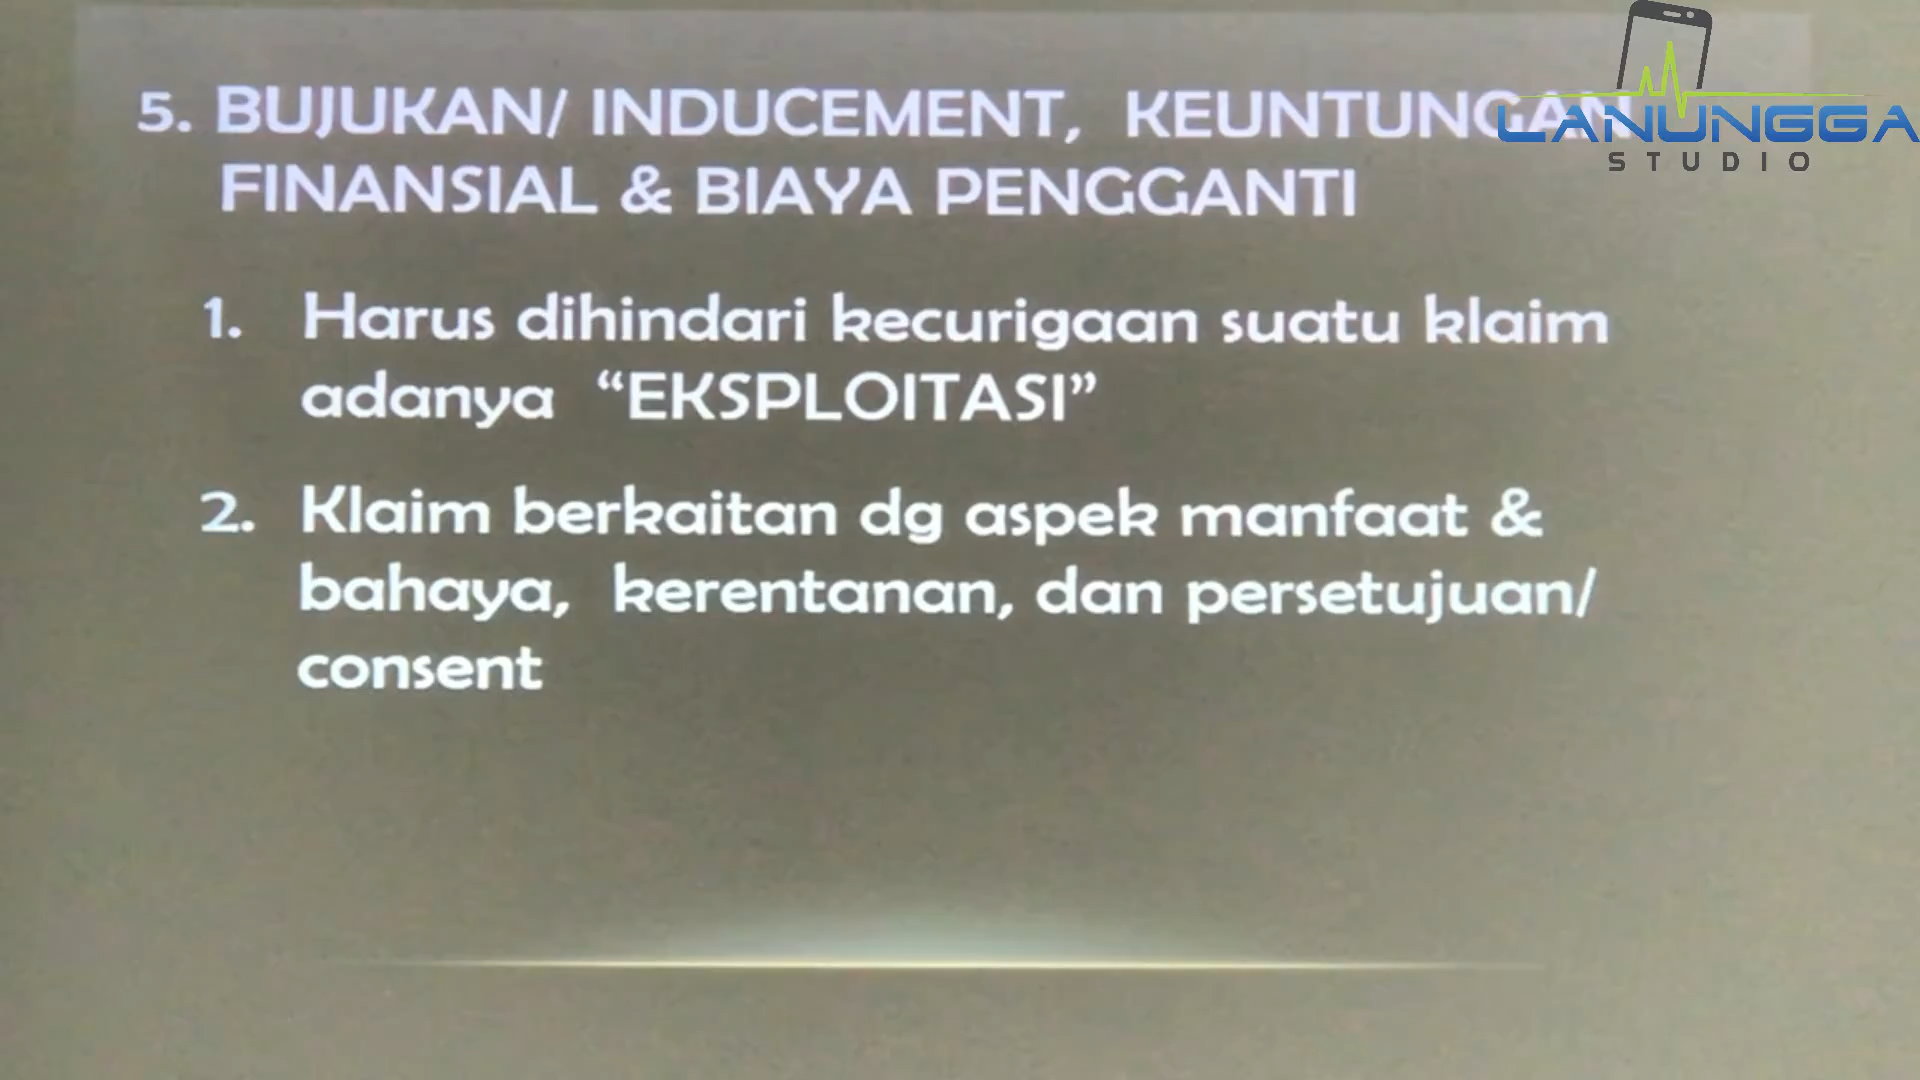 5. BUJUKAN/ INDUCEMENT, KEUNTUNGAN
FINANSIAL & BIAYA PENGGANTI
LANUNGGA
STUDIO
1. Harus dihindari kecurigaan suatu klaim
adanya “EKSPLOITASI”
2. Klaim berkaitan dg aspek manfaat &
bahaya, kerentanan, dan persetujuan/
consent